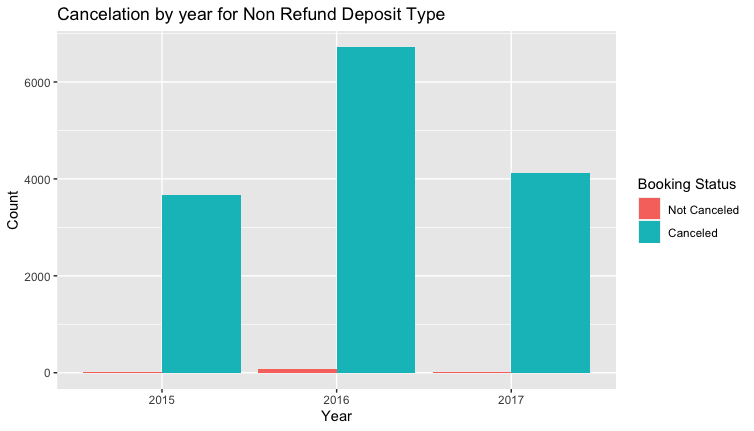 Cancelation by year for Non Refund Deposit Type
6000
4000
2000
0
Count
2015
2016
2017
Year
Booking Status
Not Canceled
Canceled